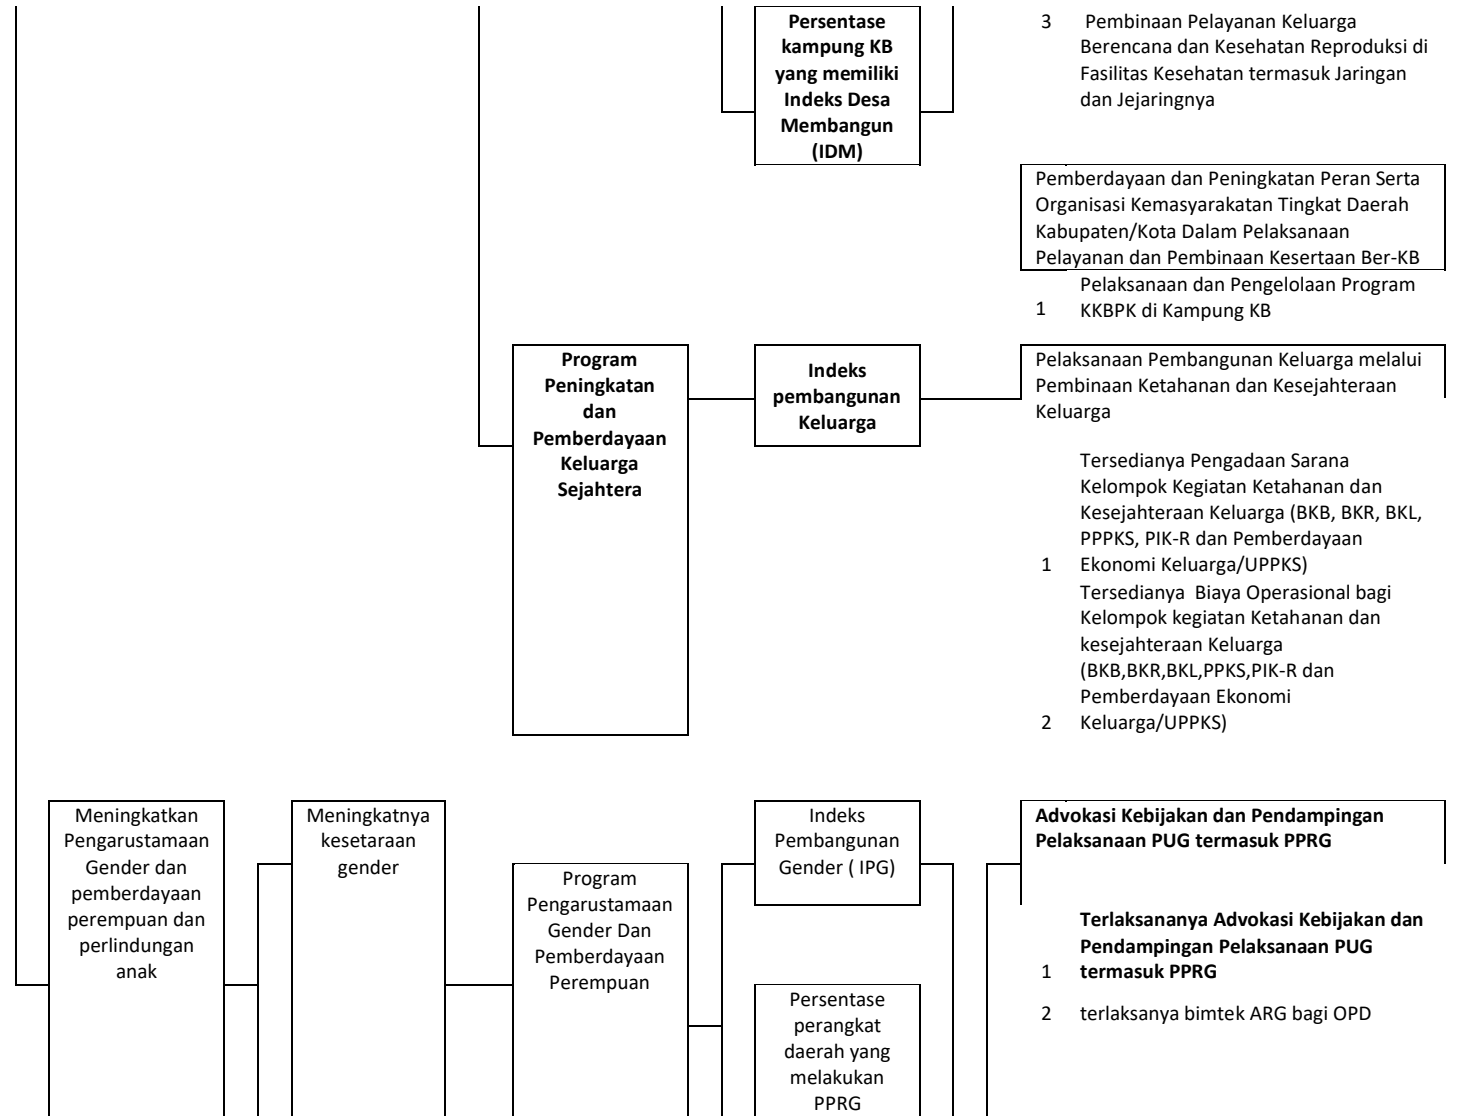 Persentase
kampung KB
yang memiliki
Indeks Desa
Membangun
(IDM)
3 Pembinaan Pelayanan Keluarga
Berencana dan Kesehatan Reproduksi di
Fasilitas Kesehatan termasuk Jaringan
dan Jejaringnya
Pemberdayaan dan Peningkatan Peran Serta
Organisasi Kemasyarakatan Tingkat Daerah
Kabupaten/Kota Dalam Pelaksanaan
Pelayanan dan Pembinaan Kesertaan Ber-KB
Pelaksanaan dan Pengelolaan Program
1 KKBPK di Kampung KB
Program
Peningkatan
dan
Pemberdayaan
Keluarga
Sejahtera
Indeks
pembangunan
Keluarga
Pelaksanaan Pembangunan Keluarga melalui
Pembinaan Ketahanan dan Kesejahteraan
Keluarga
Tersedianya Pengadaan Sarana
Kelompok Kegiatan Ketahanan dan
Kesejahteraan Keluarga (BKB, BKR, BKL,
PPPKS, PIK-R dan Pemberdayaan
1 Ekonomi Keluarga/UPPKS)
Tersedianya Biaya Operasional bagi
Kelompok kegiatan Ketahanan dan
kesejahteraan Keluarga
(BKB,BKR,BKL,PPKS,PIK-R dan
Pemberdayaan Ekonomi
2 Keluarga/UPPKS)
Meningkatkan
Pengarustamaan
Gender dan
pemberdayaan
perempuan dan
perlindungan
anak
Meningkatnya
kesetaraan
gender
Program
Pengarustamaan
Gender Dan
Pemberdayaan
Perempuan
Indeks
Pembangunan
Gender ( IPG)
Persentase
perangkat
daerah yang
melakukan
PPRG
Advokasi Kebijakan dan Pendampingan
Pelaksanaan PUG termasuk PPRG
Terlaksananya Advokasi Kebijakan dan
Pendampingan Pelaksanaan PUG
1 termasuk PPRG
2 terlaksanya bimtek ARG bagi OPD